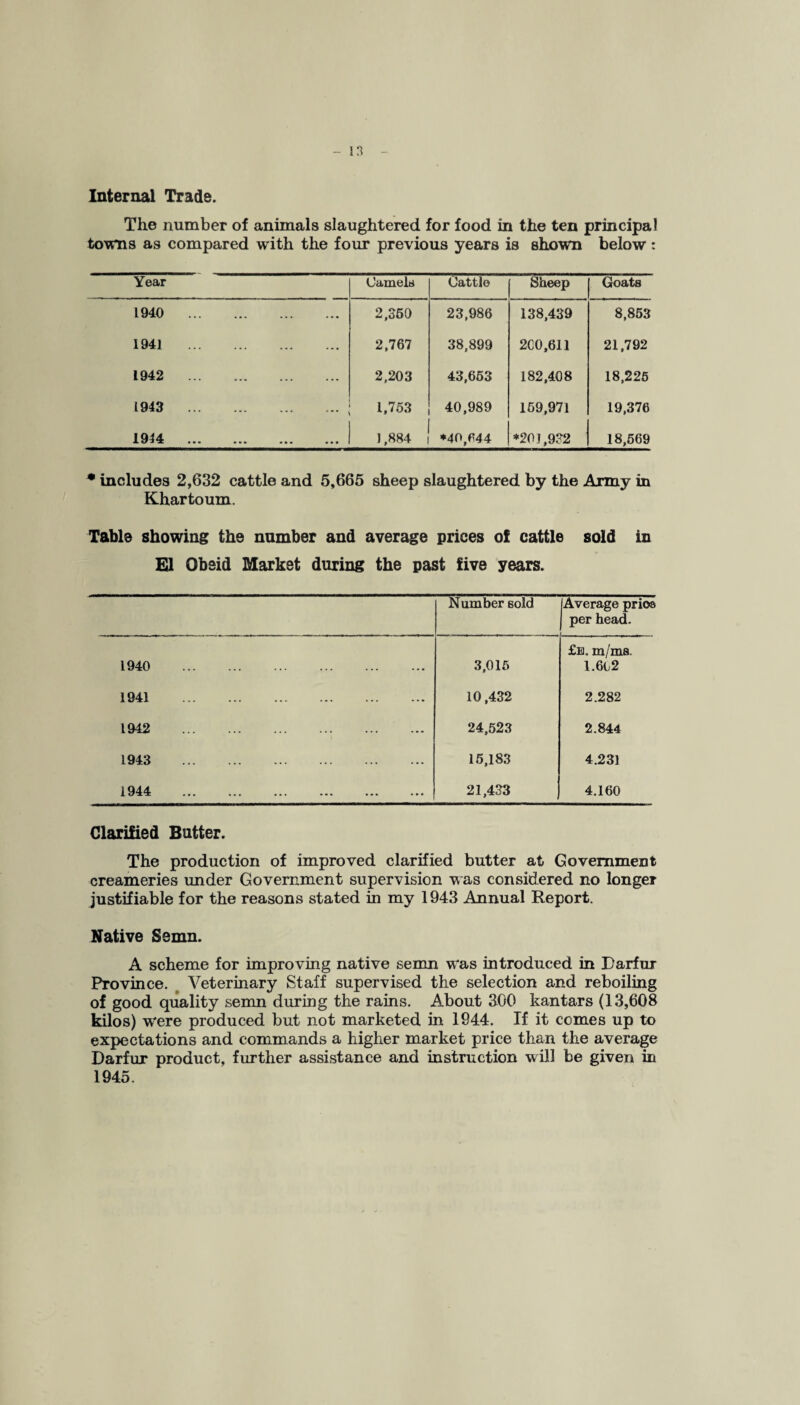 - 13 -
Internal Trade.
The number of animals slaughtered for food in the ten principal
towns as compared with the four previous years is shown below :
Year Camels Cattle Sheep Goats
1940 ... ... ... ... 2,350 23,986 138,439 8,853
1941 ... ... ... ... 2,767 38,899 200,611 21,792
1942 ... ... ... ... 2,203 43,653 182,408 18,225
1943 ... ... ... ... 1,753 40,989 159,971 19,376
1944 ... ... ... ... 1,884 *40,644 *201,932 18,569
* includes 2,632 cattle and 5,665 sheep slaughtered by the Army in
Khartoum.
Table showing the number and average prices of cattle sold in
El Obeid Market during the past five years.
Number sold Average price
per head.
£E. m/ms.
1940 ... ... ... ... ... ... 3,015 1.602
1941 ... ... ... ... ... ... 10,432 2.282
1942 ... ... ... ... ... ... 24,523 2.844
1943 ... ... ... ... ... ... 15,183 4.231
1944 ... ... ... ... ... ... 21,433 4.160
Clarified Butter.
The production of improved clarified butter at Government
creameries under Government supervision was considered no longer
justifiable for the reasons stated in my 1943 Annual Report.
Native Semn.
A scheme for improving native semn was introduced in Darfur
Province. Veterinary Staff supervised the selection and reboiling
of good quality semn during the rains. About 300 kantars (13,608
kilos) were produced but not marketed in 1944. If it comes up to
expectations and commands a higher market price than the average
Darfur product, further assistance and instruction will be given in
1945.